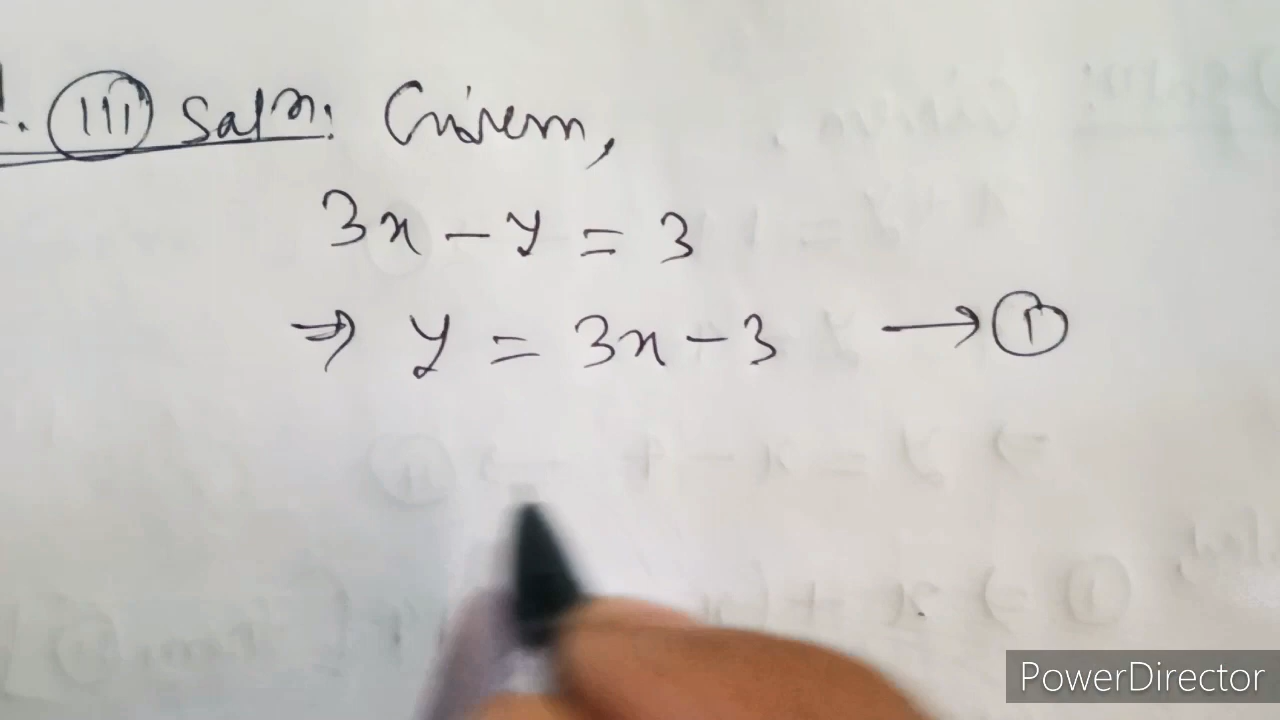 (III) Solⁿ: Given,
3x - y = 3
⇒ y = 3x - 3 → (1)
PowerDirector